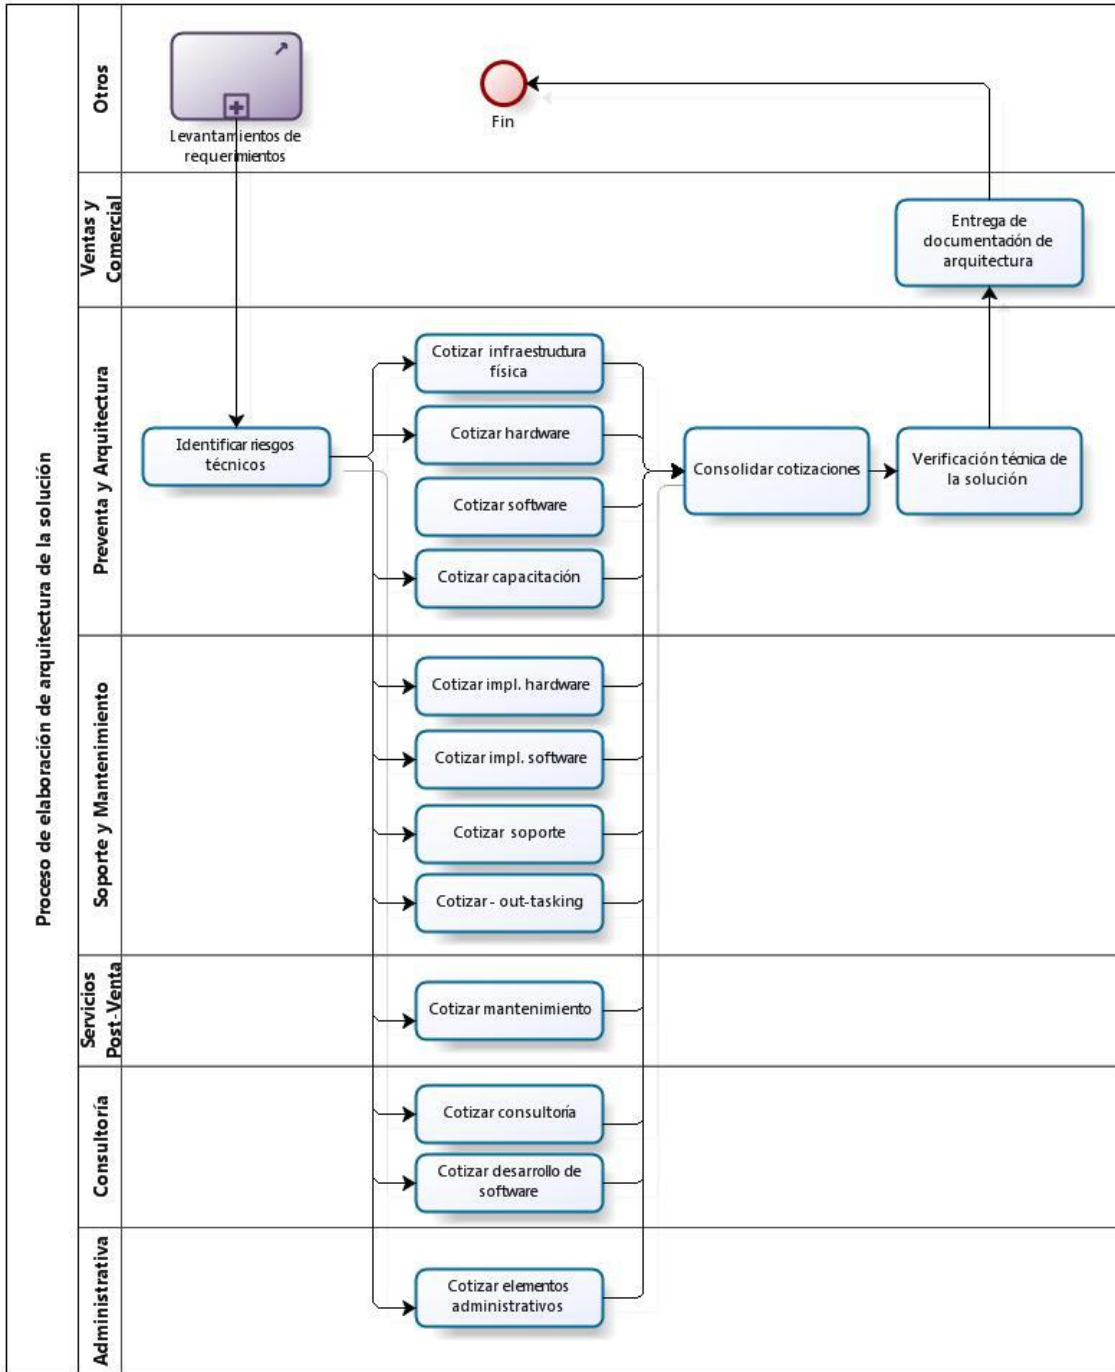 Proceso de elaboración de arquitectura de la solución
Otros
Levantamientos de
requerimientos
Fin
Ventas y
Comercial
Entrega de
documentación de
arquitectura
Preventa y Arquitectura
Identificar riesgos
técnicos
Cotizar infraestructura
física
Cotizar hardware
Cotizar software
Cotizar capacitación
Consolidar cotizaciones
Verificación técnica de
la solución
Soporte y Mantenimiento
Cotizar impl. hardware
Cotizar impl. software
Cotizar soporte
Cotizar - out-tasking
Servicios
Post-Venta
Cotizar mantenimiento
Consultoría
Cotizar consultoría
Cotizar desarrollo de
software
Administrativa
Cotizar elementos
administrativos